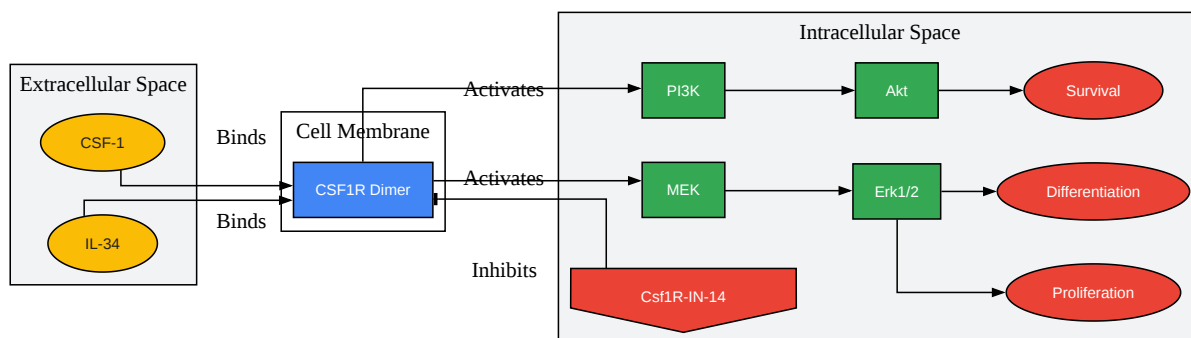 Intracellular Space
Extracellular Space
CSF-1
IL-34
Binds
Binds
Cell Membrane
CSF1R Dimer
Activates
Activates
Inhibits
PI3K
Akt
Survival
MEK
Erk1/2
Differentiation
Csf1R-IN-14
Proliferation